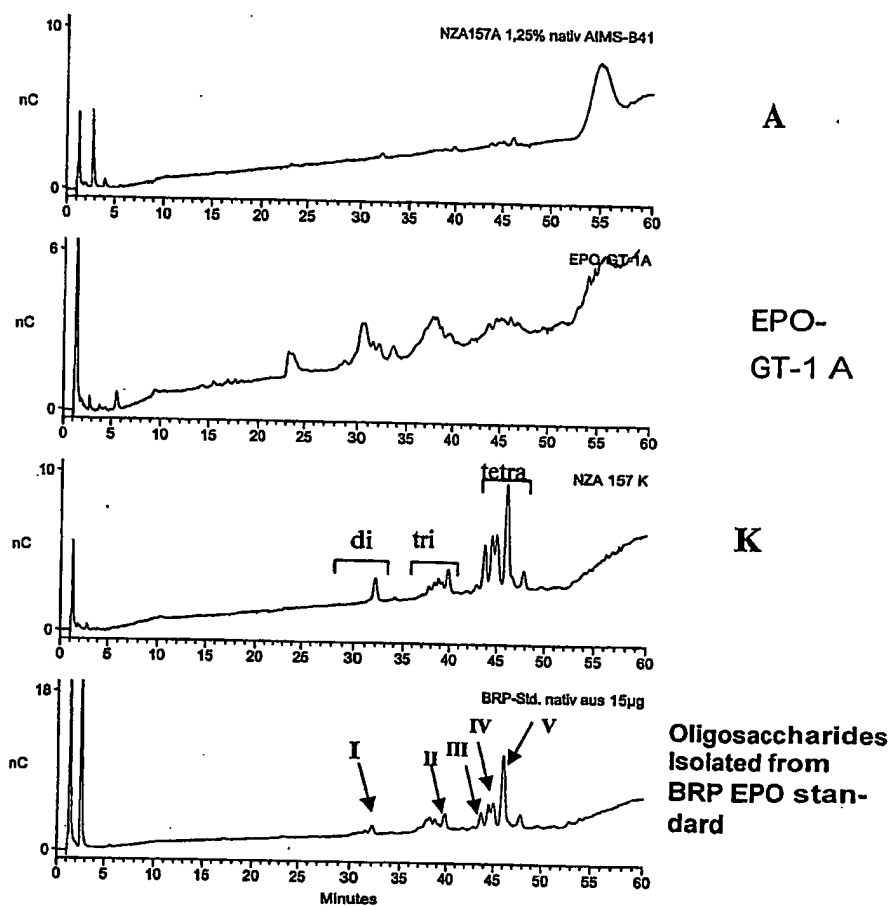 10
nC
0
NZA157A 1,25% nativ AIMS-B41
A
0 5 10 15 20 25 30 35 40 45 50 55 60
6
nC
0
EPO-GT-1A
EPO-
GT-1 A
0 5 10 15 20 25 30 35 40 45 50 55 60
10
nC
0
di tri tetra
NZA 157 K
K
0 5 10 15 20 25 30 35 40 45 50 55 60
18
nC
0
BRP-Std. nativ aus 15µg
I II III IV V
Oligosaccharides
isolated from
BRP EPO stan-
dard
0 5 10 15 20 25 30 35 40 45 50 55 60
Minutes